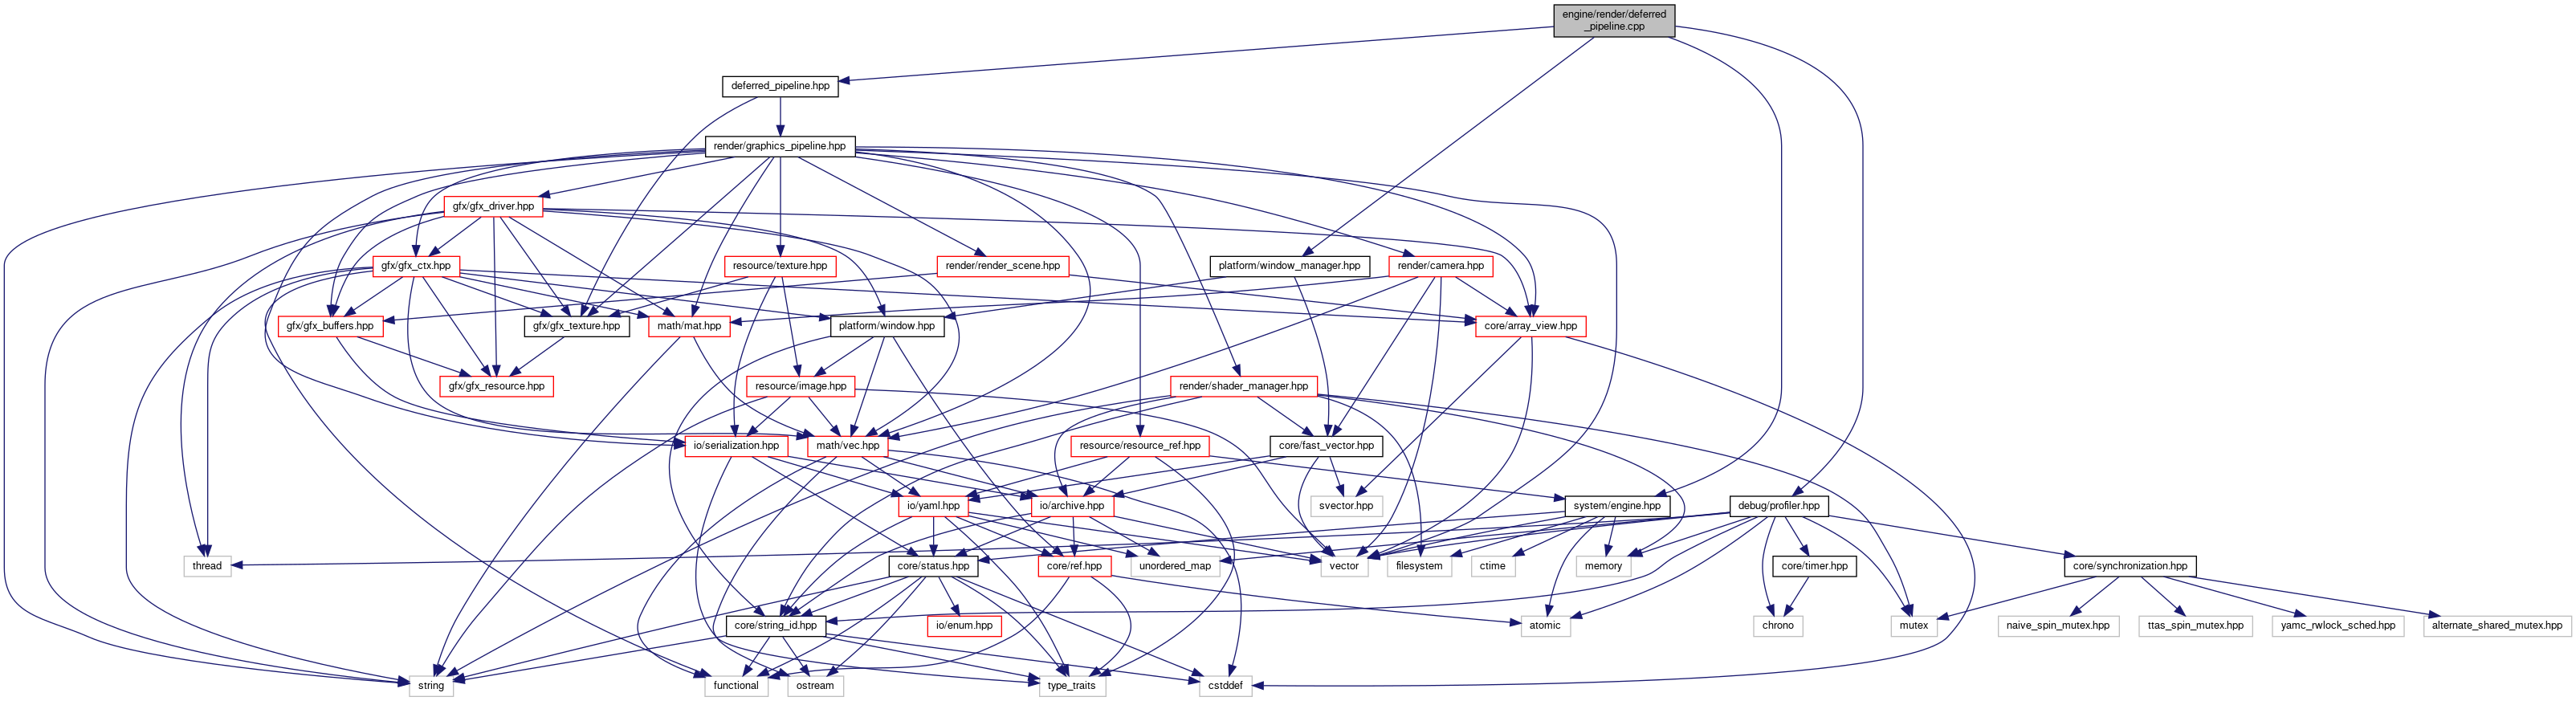 engine/render/deferred
_pipeline.cpp
deferred_pipeline.hpp
render/graphics_pipeline.hpp
gfx/gfx_driver.hpp
gfx/gfx_ctx.hpp
resource/texture.hpp
render/render_scene.hpp
platform/window_manager.hpp
render/camera.hpp
gfx/gfx_buffers.hpp
gfx/gfx_texture.hpp
math/mat.hpp
platform/window.hpp
core/array_view.hpp
gfx/gfx_resource.hpp
resource/image.hpp
render/shader_manager.hpp
io/serialization.hpp
math/vec.hpp
resource/resource_ref.hpp
core/fast_vector.hpp
io/yaml.hpp
io/archive.hpp
svector.hpp
system/engine.hpp
debug/profiler.hpp
thread
core/status.hpp
core/ref.hpp
unordered_map
vector
filesystem
ctime
memory
core/timer.hpp
core/synchronization.hpp
core/string_id.hpp
io/enum.hpp
atomic
chrono
mutex
naive_spin_mutex.hpp
ttas_spin_mutex.hpp
yamc_rwlock_sched.hpp
alternate_shared_mutex.hpp
string
functional
ostream
type_traits
cstddef